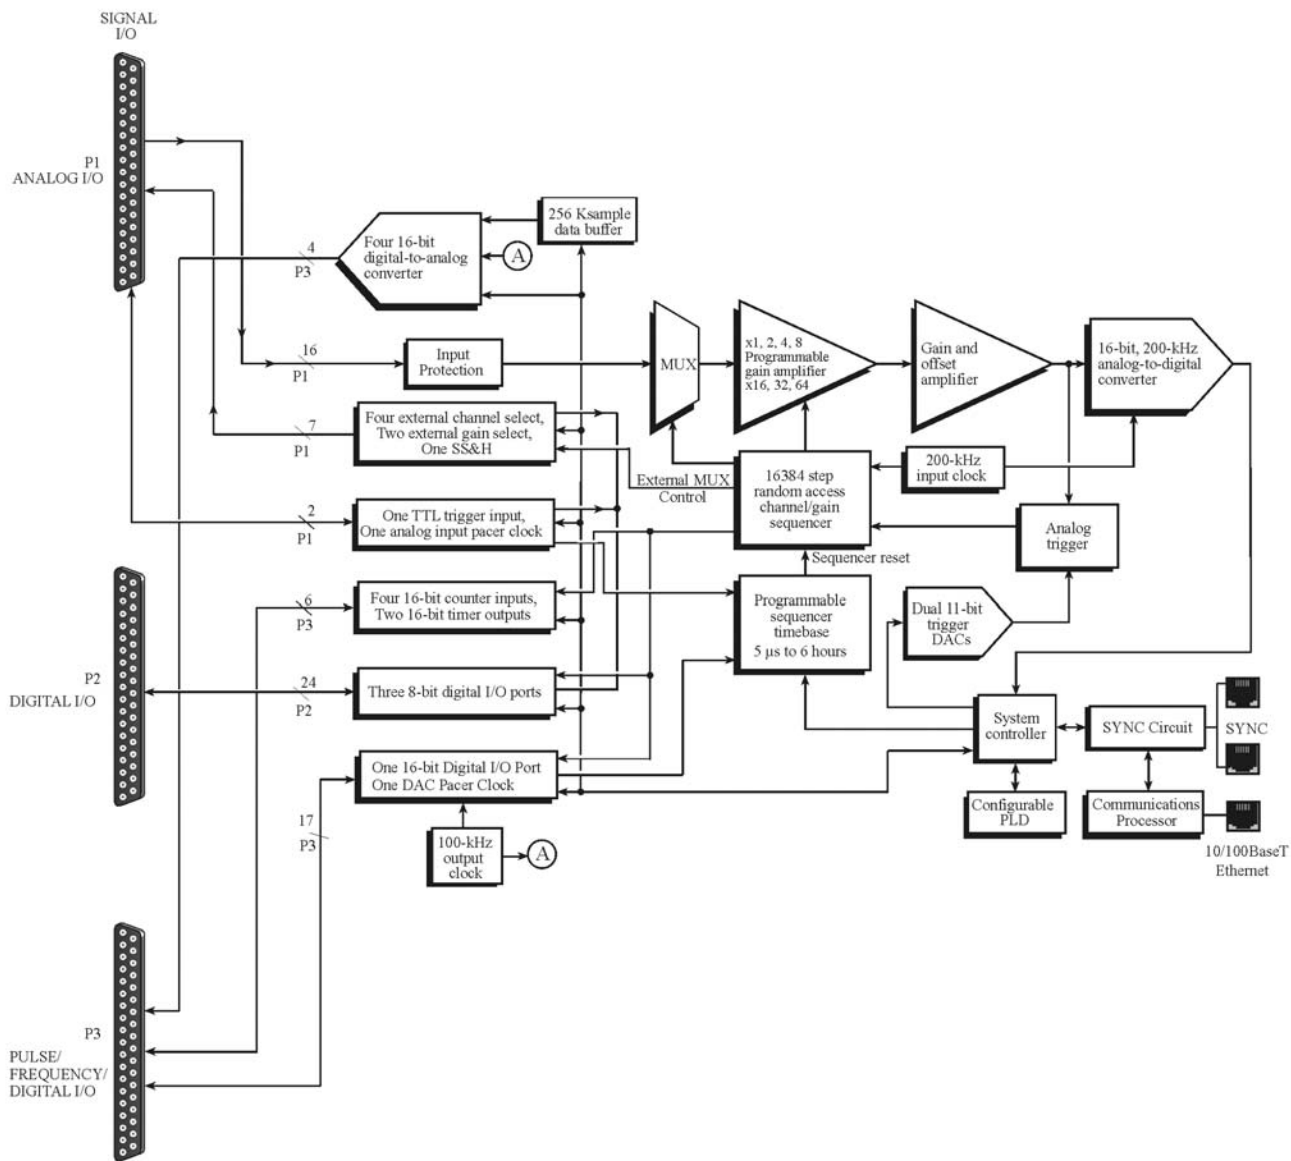 SIGNAL
I/O
P1
ANALOG I/O
4
P3
Four 16-bit
digital-to-analog
converter
256 Ksample
data buffer
A
16
P1
Input
Protection
MUX
x1, 2, 4, 8
Programmable
gain amplifier
x16, 32, 64
Gain and
offset
amplifier
16-bit, 200-kHz
analog-to-digital
converter
7
P1
Four external channel select,
Two external gain select,
One SS&H
External MUX
Control
16384 step
random access
channel/gain
sequencer
200-kHz
input clock
2
P1
One TTL trigger input,
One analog input pacer clock
Analog
trigger
Sequencer reset
6
P3
Four 16-bit counter inputs,
Two 16-bit timer outputs
Programmable
sequencer
timebase
5 µs to 6 hours
Dual 11-bit
trigger
DACs
P2
DIGITAL I/O
24
P2
Three 8-bit digital I/O ports
System
controller
SYNC Circuit
SYNC
One 16-bit Digital I/O Port
One DAC Pacer Clock
17
P3
Configurable
PLD
Communications
Processor
100-kHz
output
clock
A
10/100BaseT
Ethernet
P3
PULSE/
FREQUENCY/
DIGITAL I/O